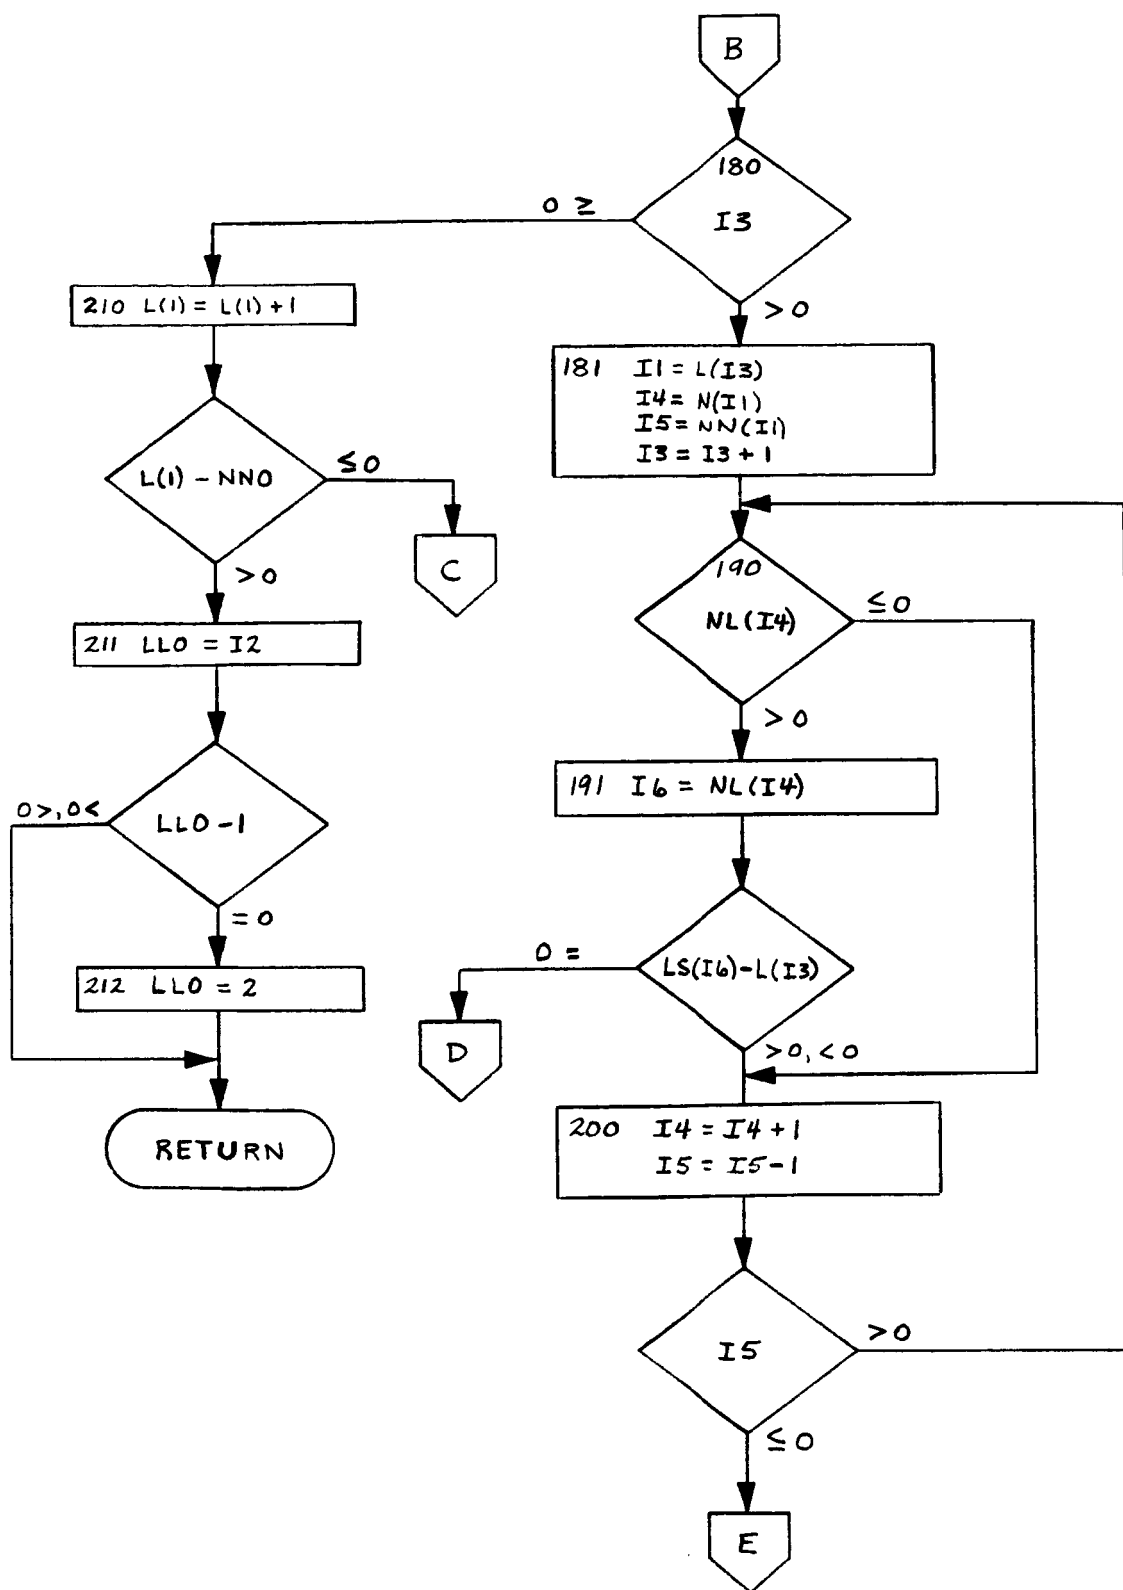 B
180
I3
0 ≥
> 0
210 L(1) = L(1) + 1
181 I1 = L(I3)
I4 = N(I1)
I5 = NN(I1)
I3 = I3 + 1
L(1) - NNO
≤ 0
C
> 0
190
NL(I4)
≤ 0
> 0
211 LLO = I2
191 I6 = NL(I4)
0 >, 0 <
LLO - 1
= 0
0 =
LS(I6) - L(I3)
212 LLO = 2
D
> 0, < 0
RETURN
200 I4 = I4 + 1
I5 = I5 - 1
I5
> 0
≤ 0
E